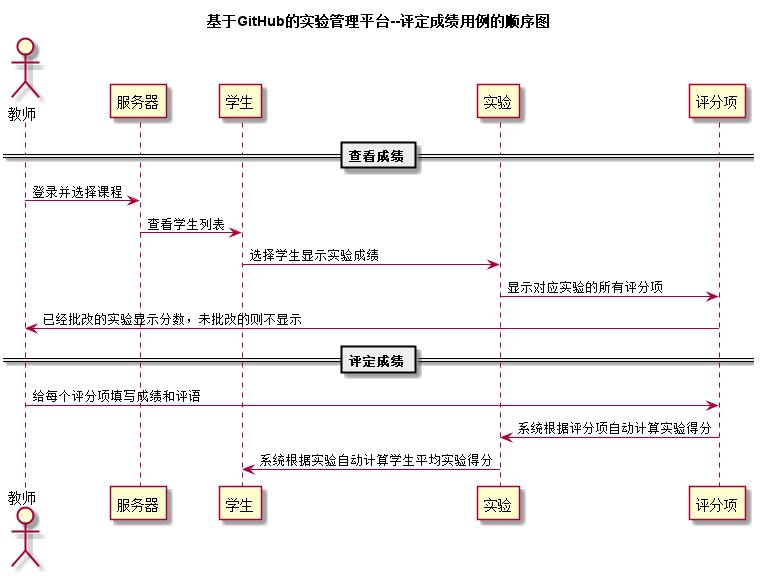 基于GitHub的实验管理平台--评定成绩用例的顺序图
教师
服务器
学生
实验
评分项
查看成绩
登录并选择课程
查看学生列表
选择学生显示实验成绩
显示对应实验的所有评分项
已经批改的实验显示分数，未批改的则不显示
评定成绩
给每个评分项填写成绩和评语
系统根据评分项自动计算实验得分
系统根据实验自动计算学生平均实验得分
教师
服务器
学生
实验
评分项